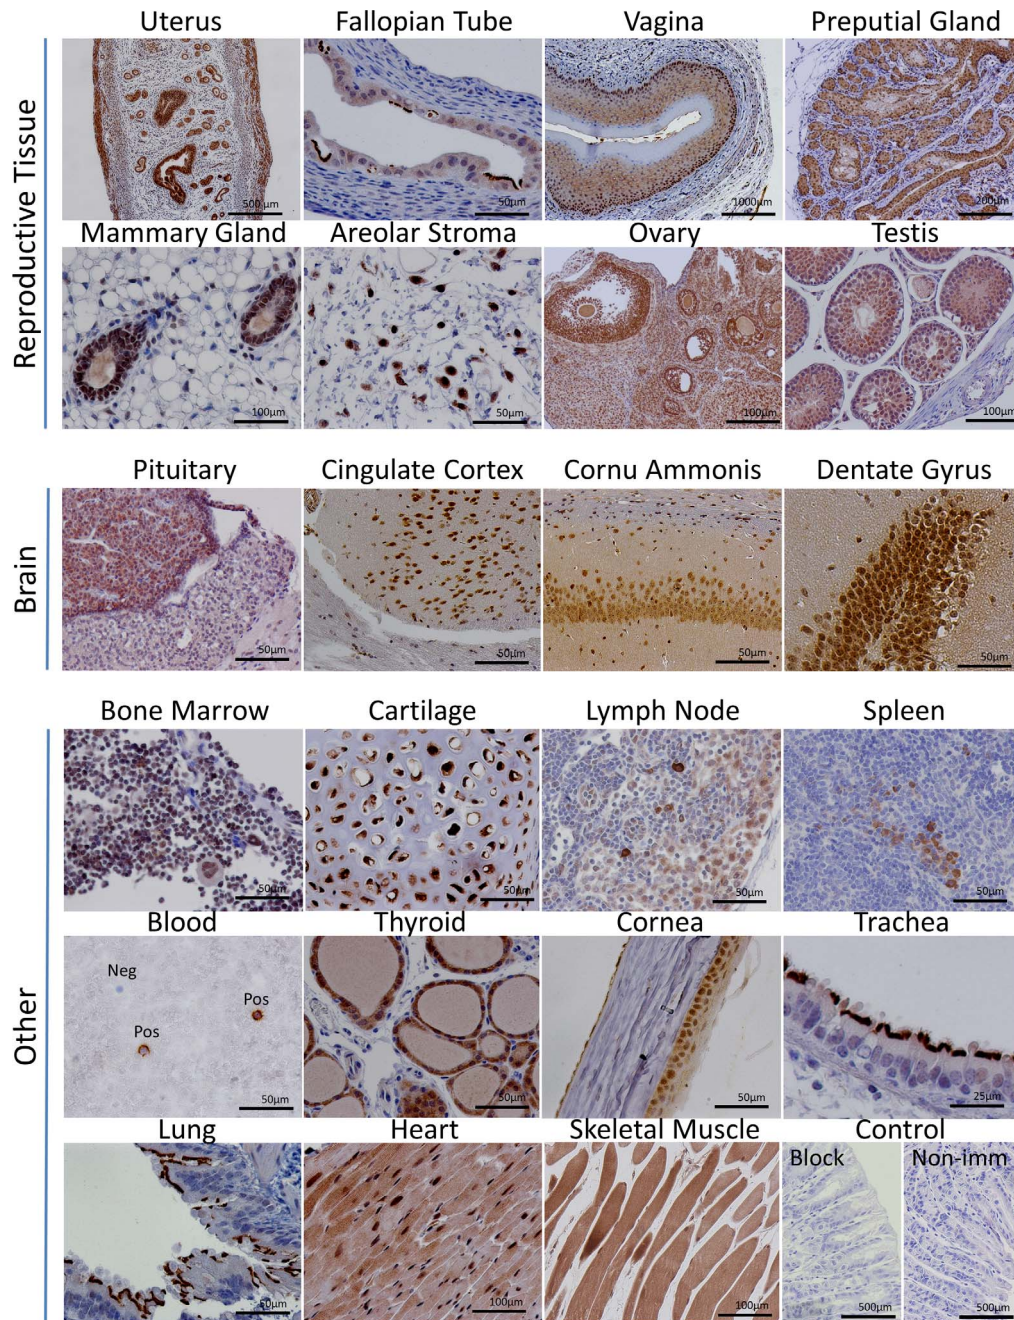 Reproductive Tissue
Uterus
Fallopian Tube
Vagina
Preputial Gland
500 µm
50µm
1000µm
200µm
Mammary Gland
Areolar Stroma
Ovary
Testis
100µm
50µm
100µm
100µm
Brain
Pituitary
Cingulate Cortex
Cornu Ammonis
Dentate Gyrus
50µm
50µm
50µm
50µm
Other
Bone Marrow
Cartilage
Lymph Node
Spleen
50µm
50µm
50µm
50µm
Blood
Thyroid
Cornea
Trachea
Neg
Pos
Pos
50µm
50µm
50µm
25µm
Lung
Heart
Skeletal Muscle
Control
Block
Non-imm
50µm
100µm
100µm
500µm
500µm